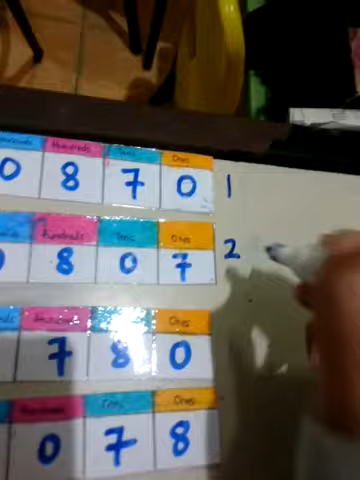 Hundreds Tens Ones
0 8 7 0 1
Hundreds Tens Ones
8 0 7 2
Hundreds Ones
7 8 0
Hundreds Tens Ones
0 7 8